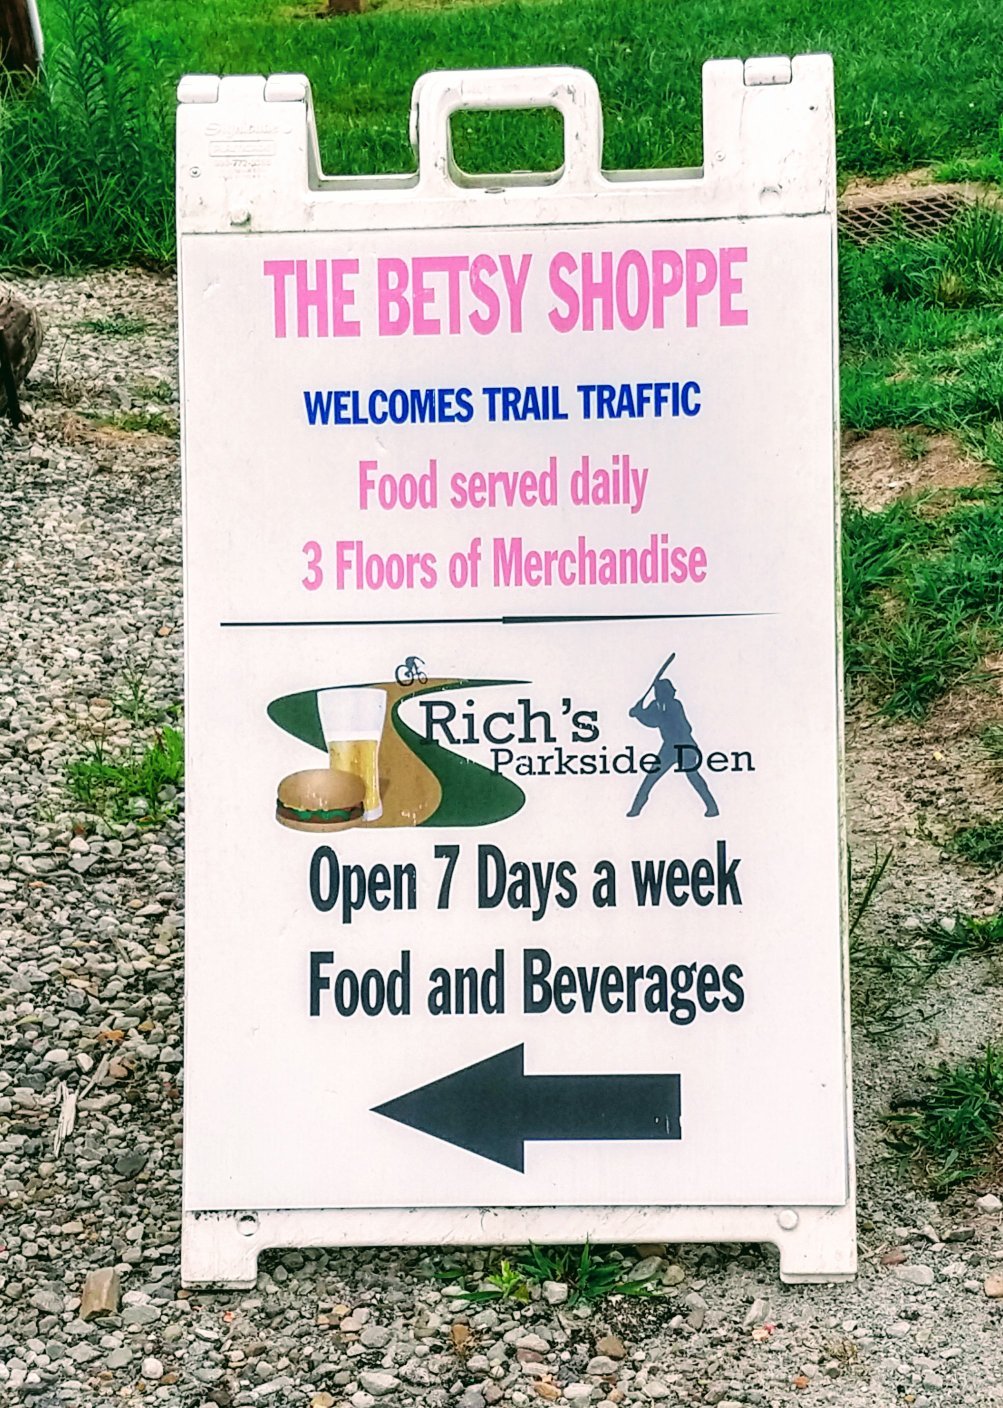 THE BETSY SHOPPE
WELCOMES TRAIL TRAFFIC
Food served daily
3 Floors of Merchandise
Rich's
Parkside Den
Open 7 Days a week
Food and Beverages